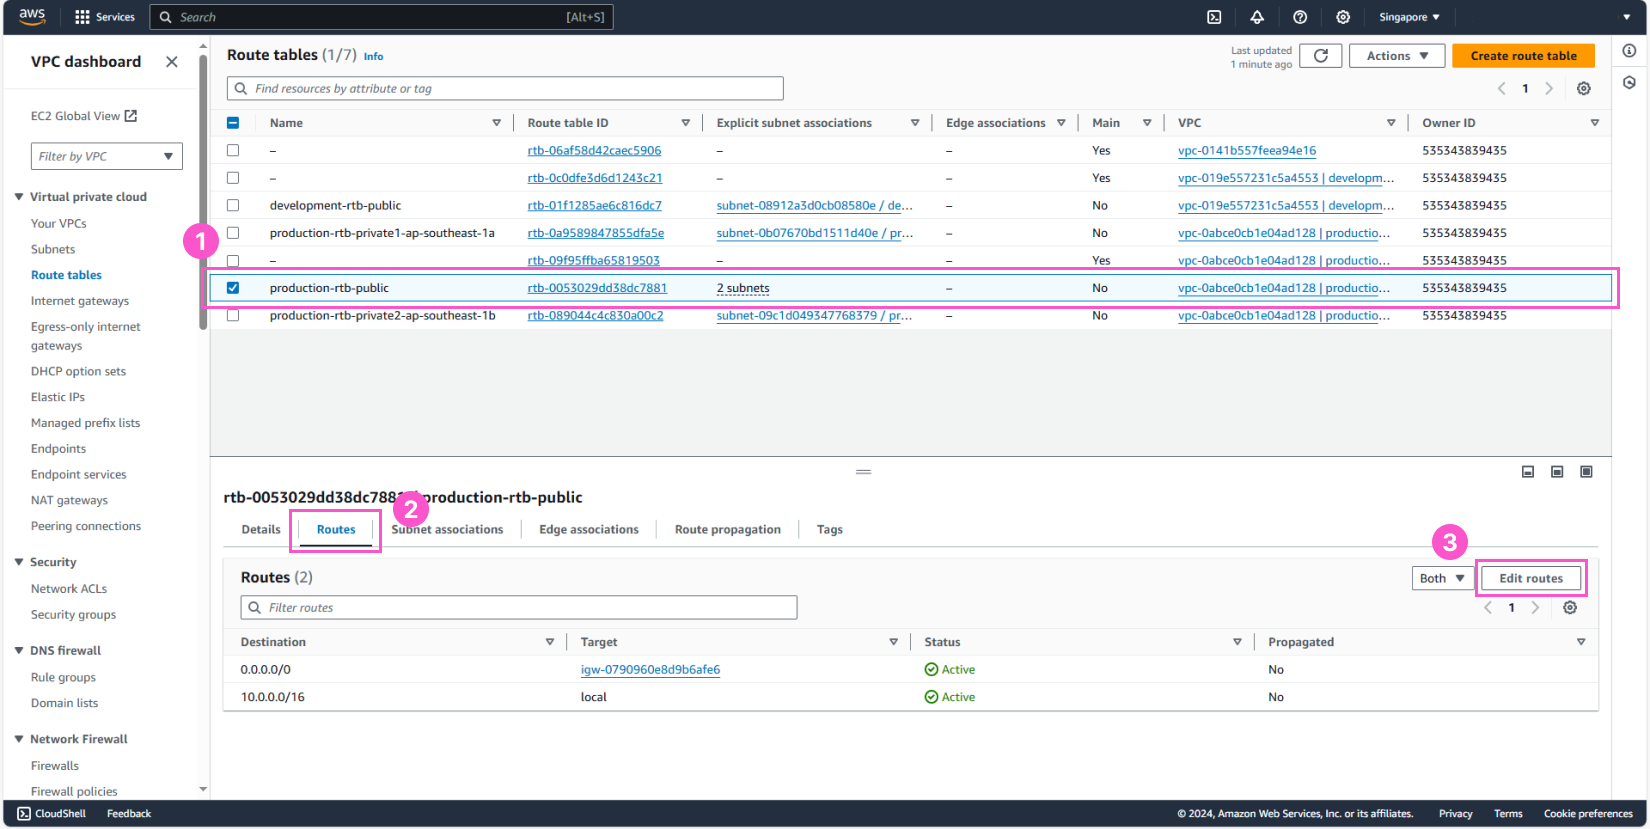 aws
Services
Search
[Alt+S]
Singapore
VPC dashboard
EC2 Global View
Filter by VPC
Virtual private cloud
Your VPCs
Subnets
Route tables
Internet gateways
Egress-only internet
gateways
DHCP option sets
Elastic IPs
Managed prefix lists
Endpoints
Endpoint services
NAT gateways
Peering connections
Security
Network ACLs
Security groups
DNS firewall
Rule groups
Domain lists
Network Firewall
Firewalls
Firewall policies
Route tables (1/7) Info
Last updated
1 minute ago
Actions
Create route table
Find resources by attribute or tag
1
Name Route table ID Explicit subnet associations Edge associations Main VPC Owner ID
– rtb-06af58d42caec5906 – – Yes vpc-0141b557feea94e16 535343839435
– rtb-0c0dfe3d6d1243c21 – – Yes vpc-019e557231c5a4553 | developm... 535343839435
development-rtb-public rtb-01f1285ae6c816dc7 subnet-08912a3d0cb08580e / de... – No vpc-019e557231c5a4553 | developm... 535343839435
1
production-rtb-private1-ap-southeast-1a rtb-0a9589847855dfa5e subnet-0b07670bd1511d40e / pr... – No vpc-0abce0cb1e04ad128 | productio... 535343839435
– rtb-09f95ffba65819503 – – Yes vpc-0abce0cb1e04ad128 | productio... 535343839435
production-rtb-public rtb-0053029dd38dc7881 2 subnets – No vpc-0abce0cb1e04ad128 | productio... 535343839435
production-rtb-private2-ap-southeast-1b rtb-089044c4c830a00c2 subnet-09c1d049347768379 / pr... – No vpc-0abce0cb1e04ad128 | productio... 535343839435
rtb-0053029dd38dc7881 / production-rtb-public
2
Details Routes Subnet associations Edge associations Route propagation Tags
3
Routes (2)
Both
Edit routes
Filter routes
1
Destination Target Status Propagated
0.0.0.0/0 igw-0790960e8d9b6afe6 Active No
10.0.0.0/16 local Active No
CloudShell
Feedback
© 2024, Amazon Web Services, Inc. or its affiliates.
Privacy
Terms
Cookie preferences